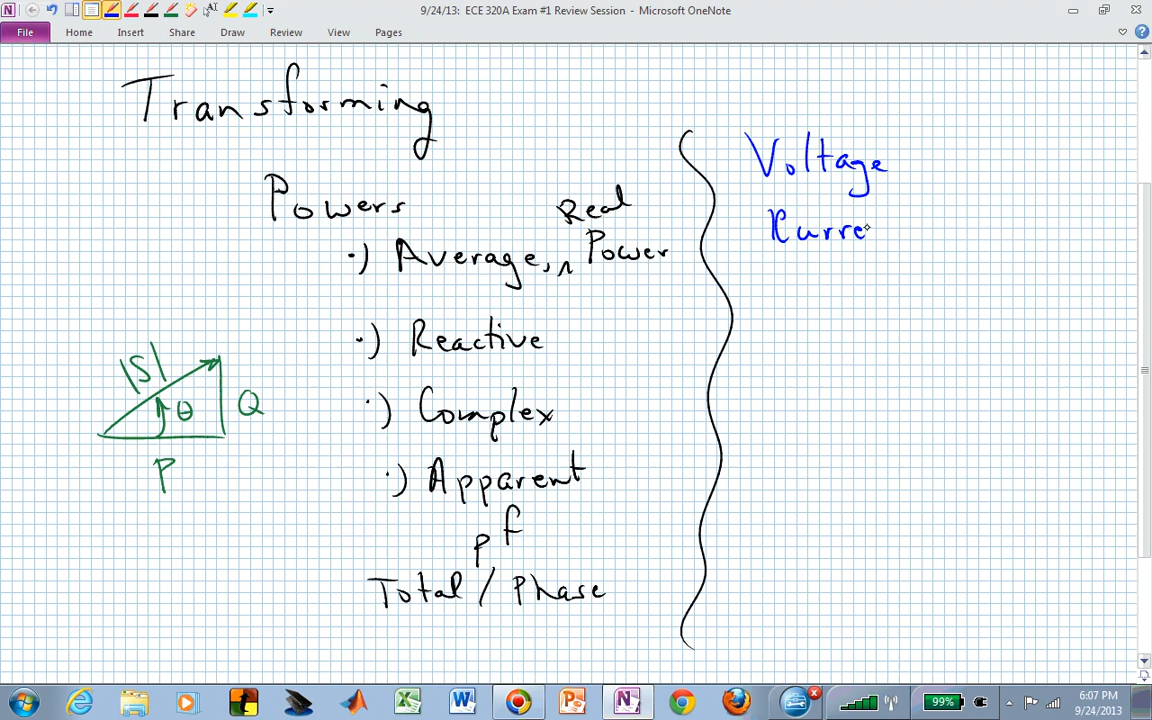 9/24/13: ECE 320A Exam #1 Review Session - Microsoft OneNote
File Home Insert Share Draw Review View Pages
Transforming
Powers
Real
·) Average, ∧ Power
·) Reactive
·) Complex
·) Apparent
pf
Total / Phase
|S|
θ
Q
P
Voltage
Kurre
99%
6:07 PM
9/24/2013